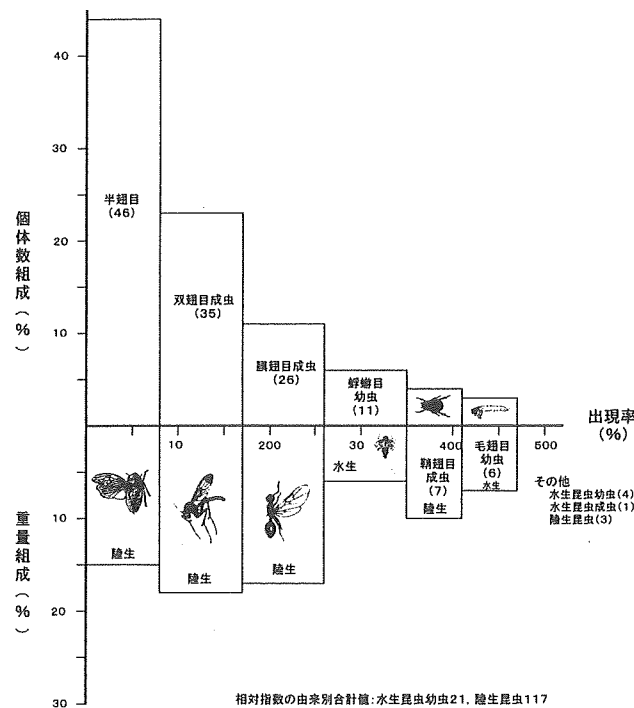 40
30
20
10
0
10
20
30
個体数組成(%)
重量組成(%)
半翅目
(46)
双翅目成虫
(35)
膜翅目成虫
(26)
蜉蝣目
幼虫
(11)
10
200
30
400
500
出現率
(%)
水生
鞘翅目
成虫
(7)
陸生
毛翅目
幼虫
(6)
水生
その他
水生昆虫幼虫(4)
水生昆虫成虫(1)
陸生昆虫(3)
陸生
陸生
陸生
相対指数の由来別合計値:水生昆虫幼虫21, 陸生昆虫117